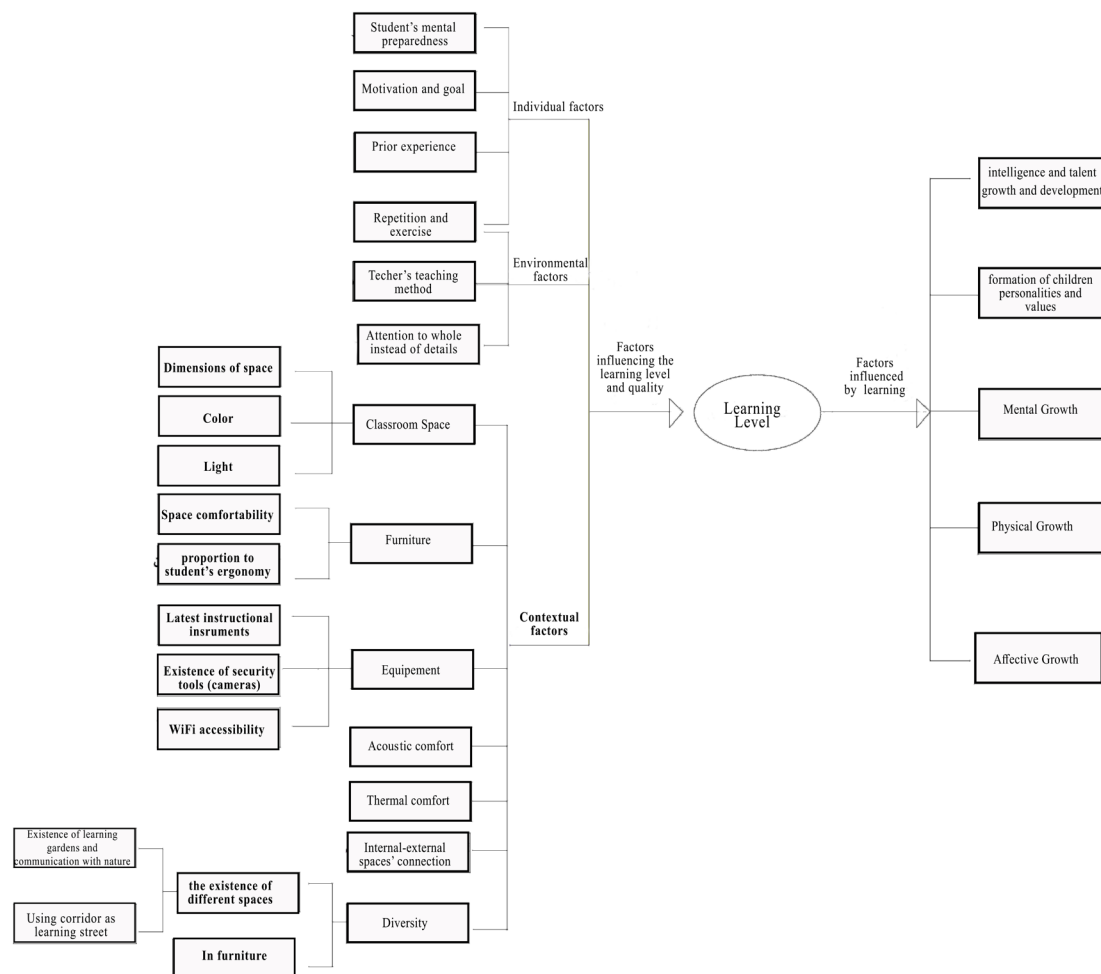 Student's mental
preparedness
Motivation and goal
Individual factors
Prior experience
Repetition and
exercise
Environmental
factors
Techer's teaching
method
Attention to whole
instead of details
Dimensions of space
Color
Classroom Space
Light
Space comfortability
Furniture
proportion to
student's ergonomy
Contextual
factors
Latest instructional
insruments
Equipement
Existence of security
tools (cameras)
WiFi accessibility
Acoustic comfort
Thermal comfort
Internal-external
spaces' connection
Existence of learning
gardens and
communication with nature
the existence of
different spaces
Using corridor as
learning street
Diversity
In furniture
Factors
influencing the
learning level
and quality
Learning
Level
Factors
influenced
by learning
intelligence and talent
growth and development
formation of children
personalities and
values
Mental Growth
Physical Growth
Affective Growth